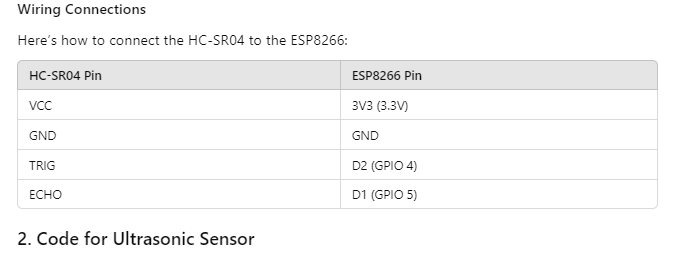 Wiring Connections
Here's how to connect the HC-SR04 to the ESP8266:
HC-SR04 Pin ESP8266 Pin
VCC 3V3 (3.3V)
GND GND
TRIG D2 (GPIO 4)
ECHO D1 (GPIO 5)
2. Code for Ultrasonic Sensor